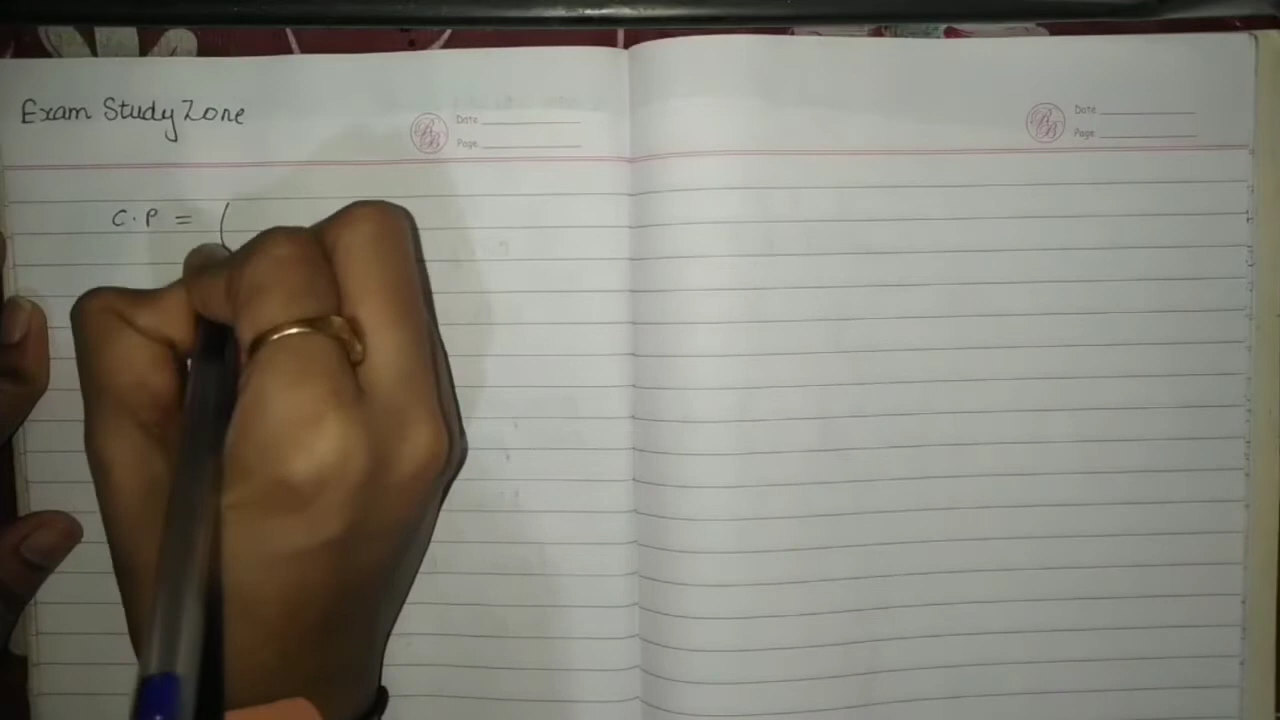 Exam Study Zone
Date
Page
Date
Page
C.P = (